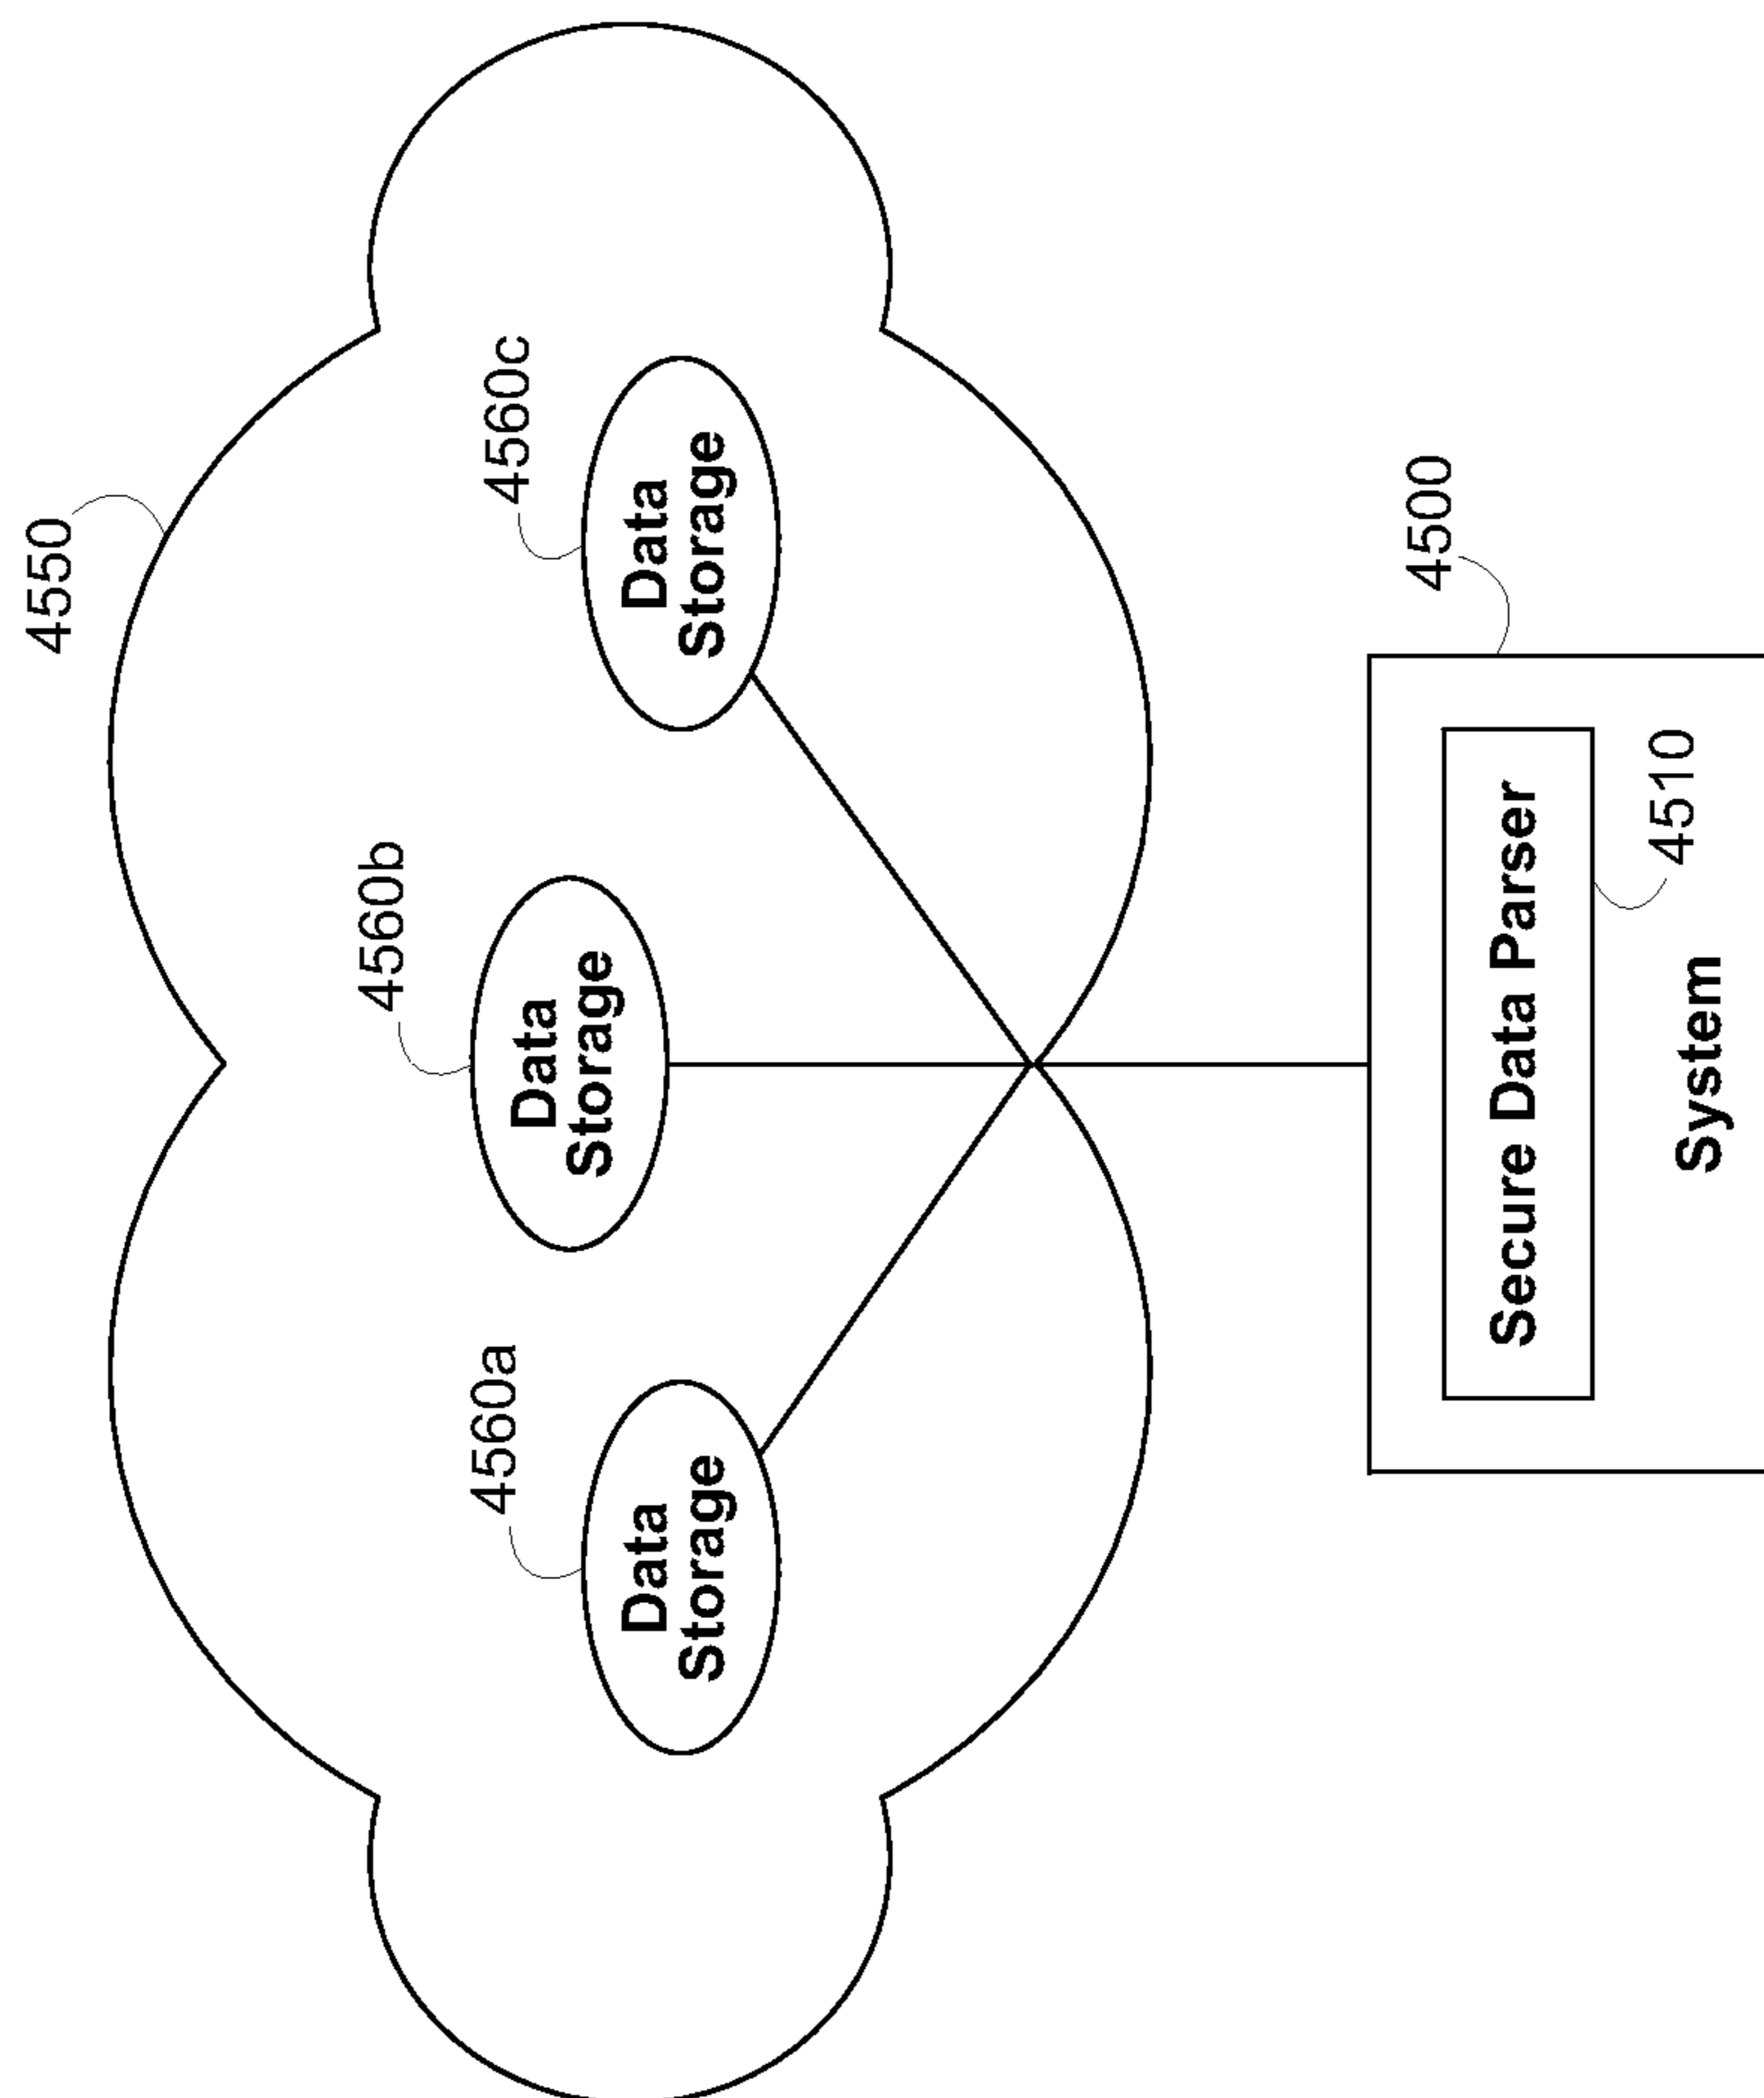 4550
4560b
Data
Storage
4560a
Data
Storage
4560c
Data
Storage
4500
Secure Data Parser
4510
System